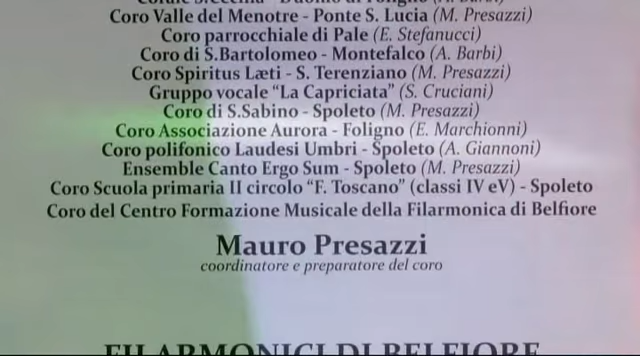 Coro Valle del Menotre - Ponte S. Lucia (M. Presazzi)
Coro parrocchiale di Pale (E. Stefanucci)
Coro di S.Bartolomeo - Montefalco (A. Barbi)
Coro Spiritus Læti - S. Terenziano (M. Presazzi)
Gruppo vocale "La Capriciata" (S. Cruciani)
Coro di S.Sabino - Spoleto (M. Presazzi)
Coro Associazione Aurora - Foligno (E. Marchionni)
Coro polifonico Laudesi Umbri - Spoleto (A. Giannoni)
Ensemble Canto Ergo Sum - Spoleto (M. Presazzi)
Coro Scuola primaria II circolo "F. Toscano" (classi IV eV) - Spoleto
Coro del Centro Formazione Musicale della Filarmonica di Belfiore
Mauro Presazzi
coordinatore e preparatore del coro
FILARMONICI DI BELFIORE